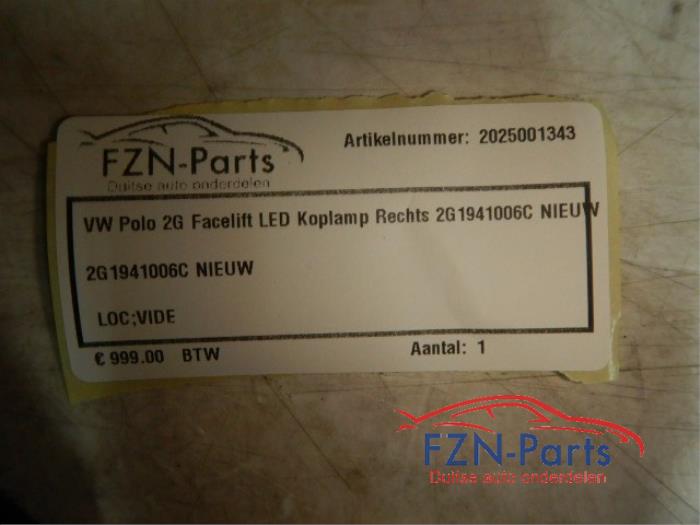 FZN-Parts
Duitse auto onderdelen
Artikelnummer: 2025001343
VW Polo 2G Facelift LED Koplamp Rechts 2G1941006C NIEUW
2G1941006C NIEUW
LOC;VIDE
€ 999.00 BTW
Aantal: 1
FZN-Parts
Duitse auto onderdelen